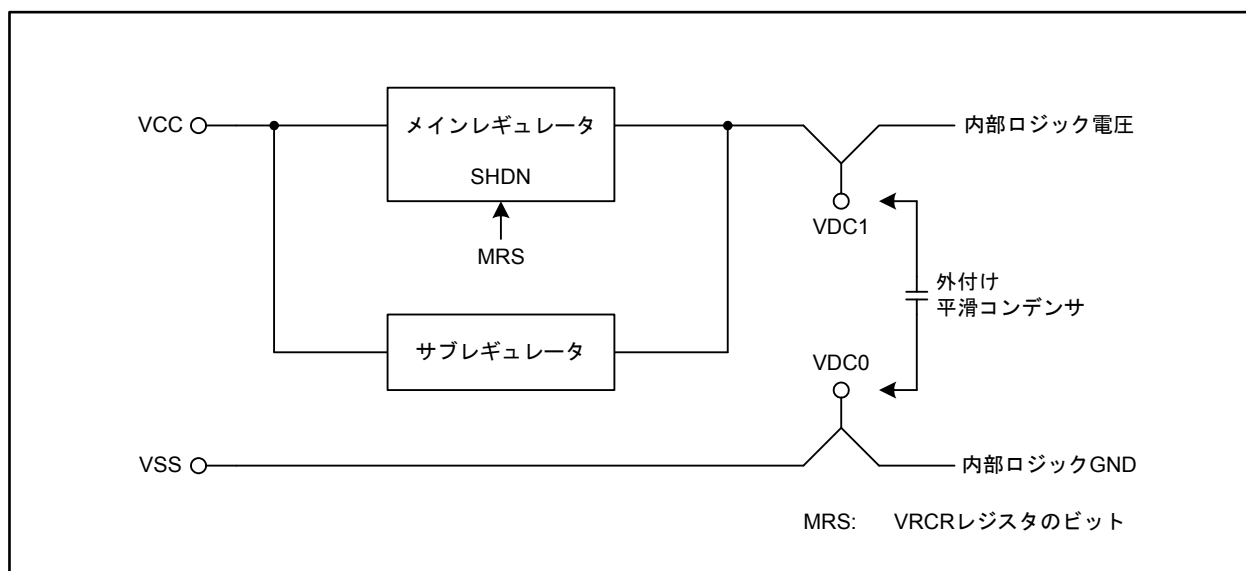 VCC
メインレギュレータ
SHDN
MRS
内部ロジック電圧
VDC1
外付け
平滑コンデンサ
サブレギュレータ
VDC0
VSS
内部ロジックGND
MRS: VRCRレジスタのビット